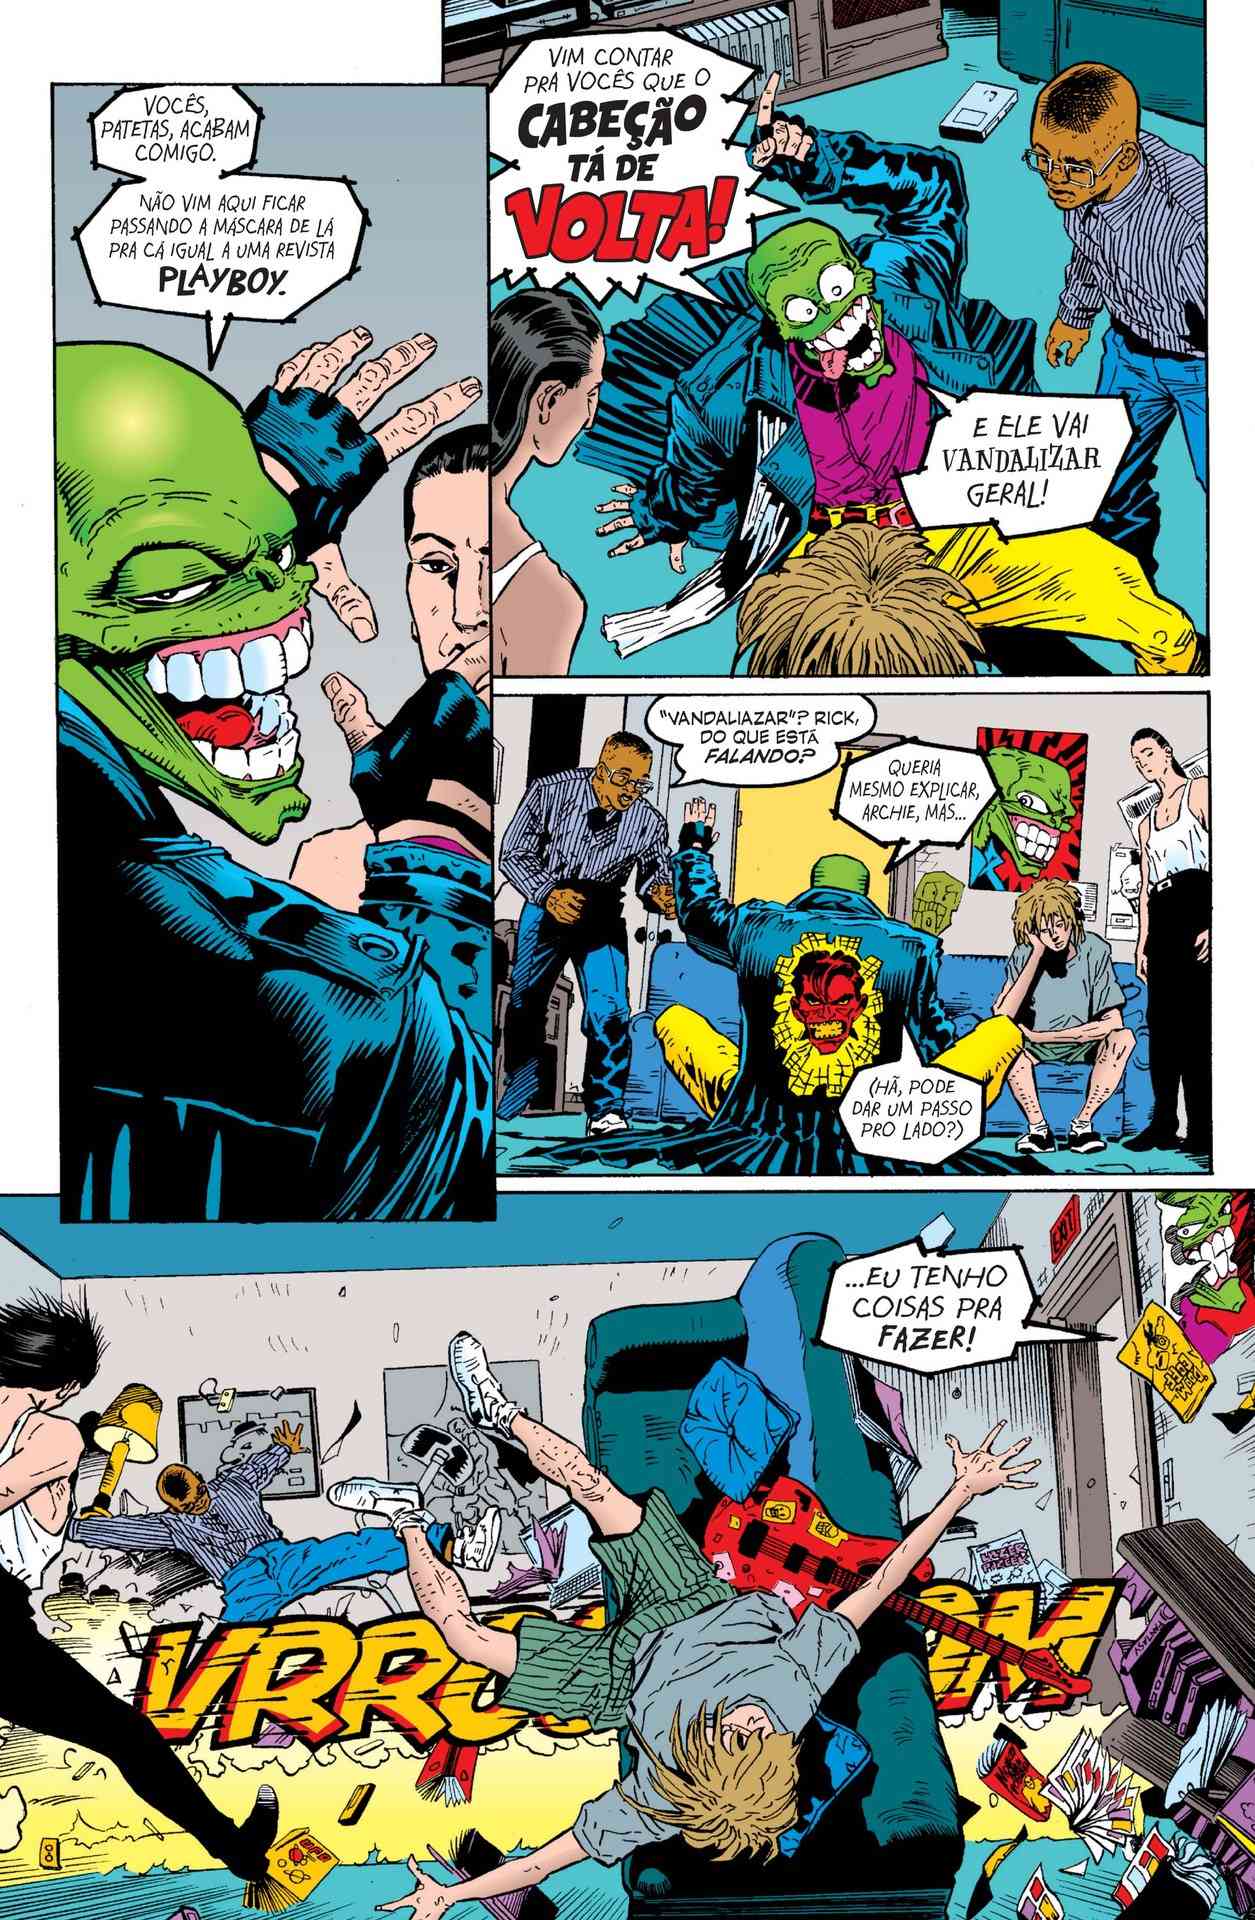 VOCÊS,
PATETAS, ACABAM
COMIGO.
NÃO VIM AQUI FICAR
PASSANDO A MÁSCARA DE LÁ
PRA CÁ IGUAL A UMA REVISTA
PLAYBOY.
VIM CONTAR
PRA VOCÊS QUE O
CABEÇÃO
TÁ DE
VOLTA!
E ELE VAI
VANDALIZAR
GERAL!
"VANDALIAZAR"? RICK,
DO QUE ESTÁ
FALANDO?
QUERIA
MESMO EXPLICAR,
ARCHIE, MAS...
(HÃ, PODE
DAR UM PASSO
PRO LADO?)
...EU TENHO
COISAS PRA
FAZER!
EXIT